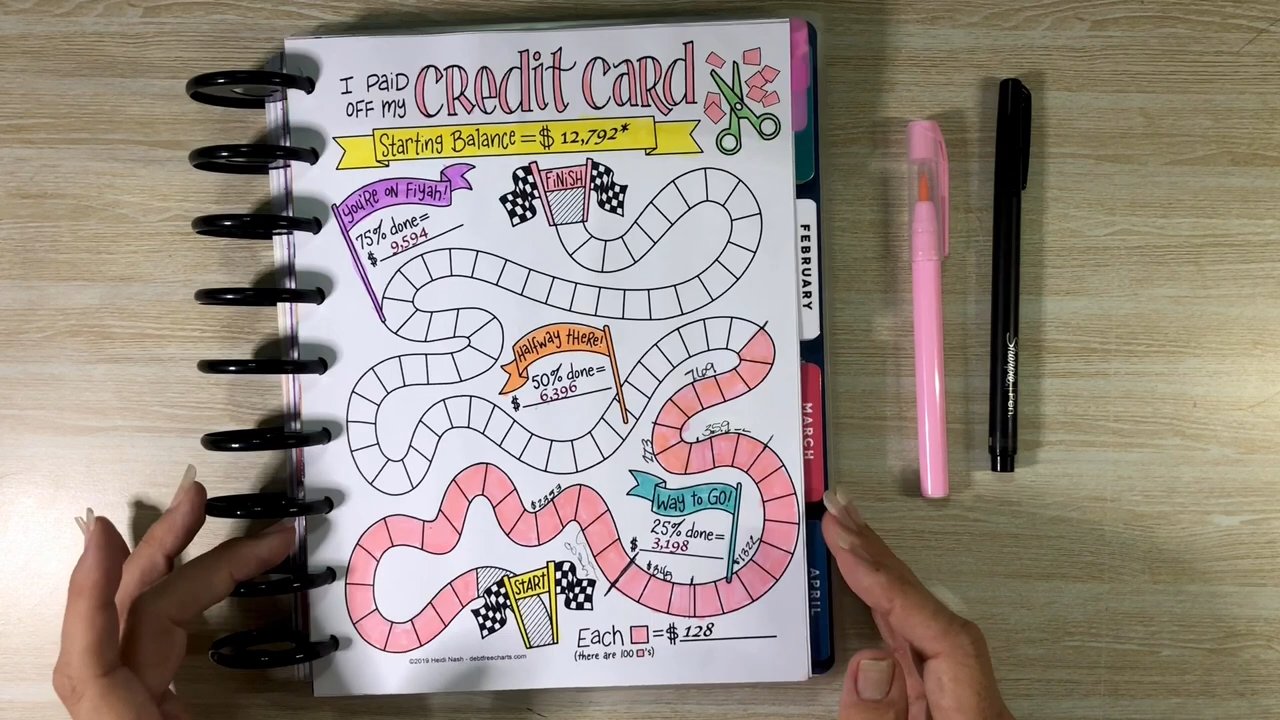 I PAID
OFF MY
CREDIT CARD
Starting Balance = $ 12,792*
YOU'RE ON FIYAH!
75% done =
$ 9,594
FINISH
FEBRUARY
HALFWAY THERE!
50% done =
$ 6,396
769
MARCH
359
WAY TO GO!
25% done =
$ 3,198
$1322
$345
START
APRIL
Each = $ 128
(there are 100 's)
©2019 Heidi Nash - debtfreecharts.com
Sharpie Pen.